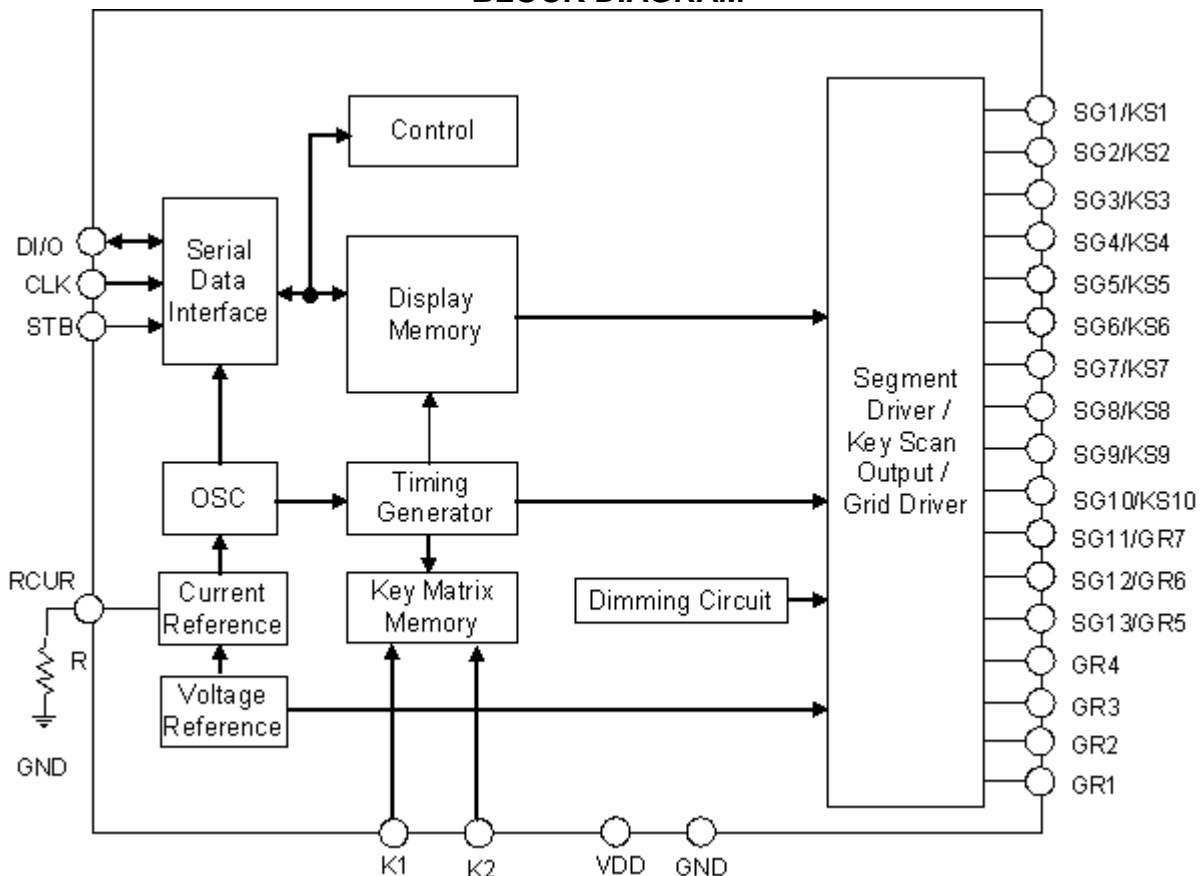 BLOCK DIAGRAM
Control
DI/O
CLK
STB
Serial
Data
Interface
Display
Memory
OSC
Timing
Generator
RCUR
R
GND
Current
Reference
Key Matrix
Memory
Voltage
Reference
Dimming Circuit
Segment
Driver /
Key Scan
Output /
Grid Driver
SG1/KS1
SG2/KS2
SG3/KS3
SG4/KS4
SG5/KS5
SG6/KS6
SG7/KS7
SG8/KS8
SG9/KS9
SG10/KS10
SG11/GR7
SG12/GR6
SG13/GR5
GR4
GR3
GR2
GR1
K1
K2
VDD
GND